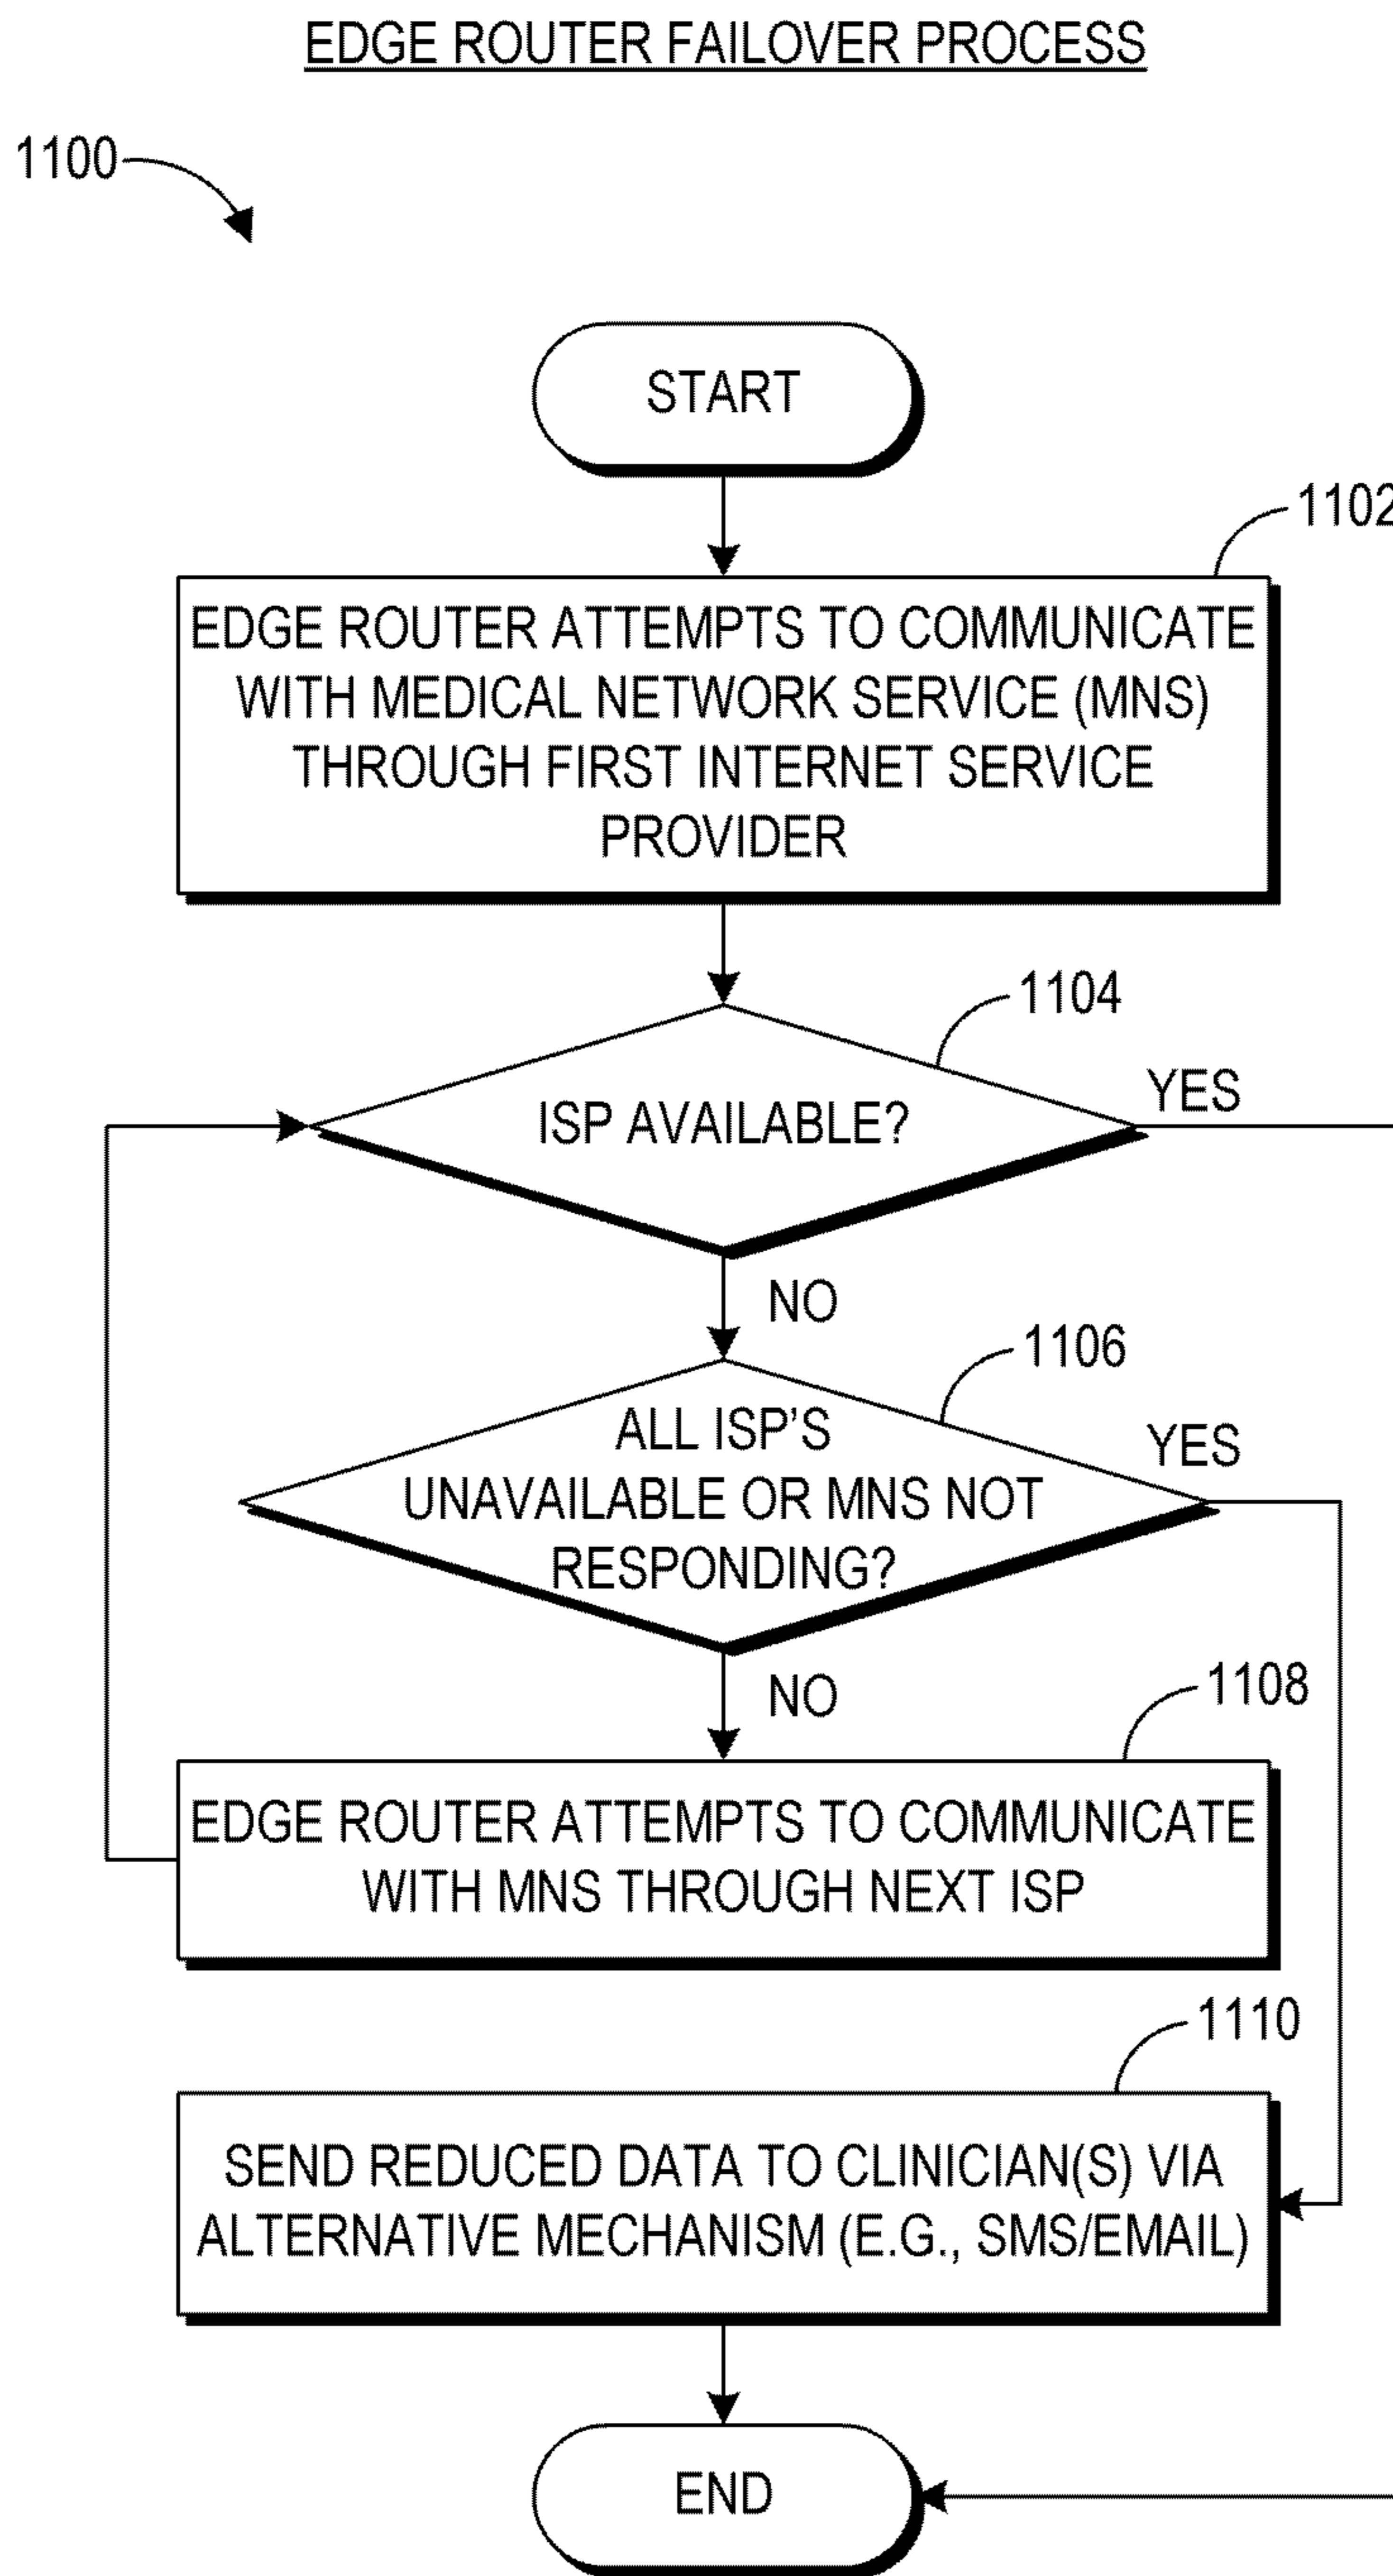 EDGE ROUTER FAILOVER PROCESS
1100
START
1102
EDGE ROUTER ATTEMPTS TO COMMUNICATE
WITH MEDICAL NETWORK SERVICE (MNS)
THROUGH FIRST INTERNET SERVICE
PROVIDER
1104
ISP AVAILABLE?
YES
NO
1106
ALL ISP'S
UNAVAILABLE OR MNS NOT
RESPONDING?
YES
NO
1108
EDGE ROUTER ATTEMPTS TO COMMUNICATE
WITH MNS THROUGH NEXT ISP
1110
SEND REDUCED DATA TO CLINICIAN(S) VIA
ALTERNATIVE MECHANISM (E.G., SMS/EMAIL)
END